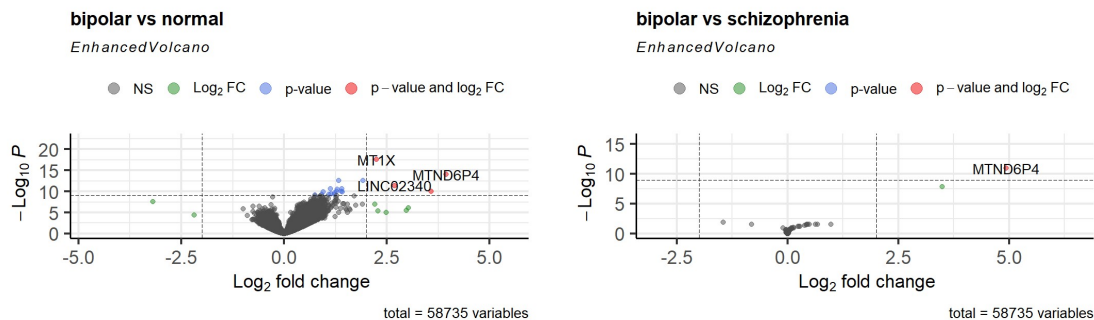 bipolar vs normal
EnhancedVolcano
NS Log2 FC p-value p − value and log2 FC
− Log10 P
20
15
10
5
0
MT1X
MTND6P4
LINC02340
-5.0 -2.5 0.0 2.5 5.0
Log2 fold change
total = 58735 variables
bipolar vs schizophrenia
EnhancedVolcano
NS Log2 FC p-value p − value and log2 FC
− Log10 P
15
10
5
0
MTND6P4
-2.5 0.0 2.5 5.0
Log2 fold change
total = 58735 variables